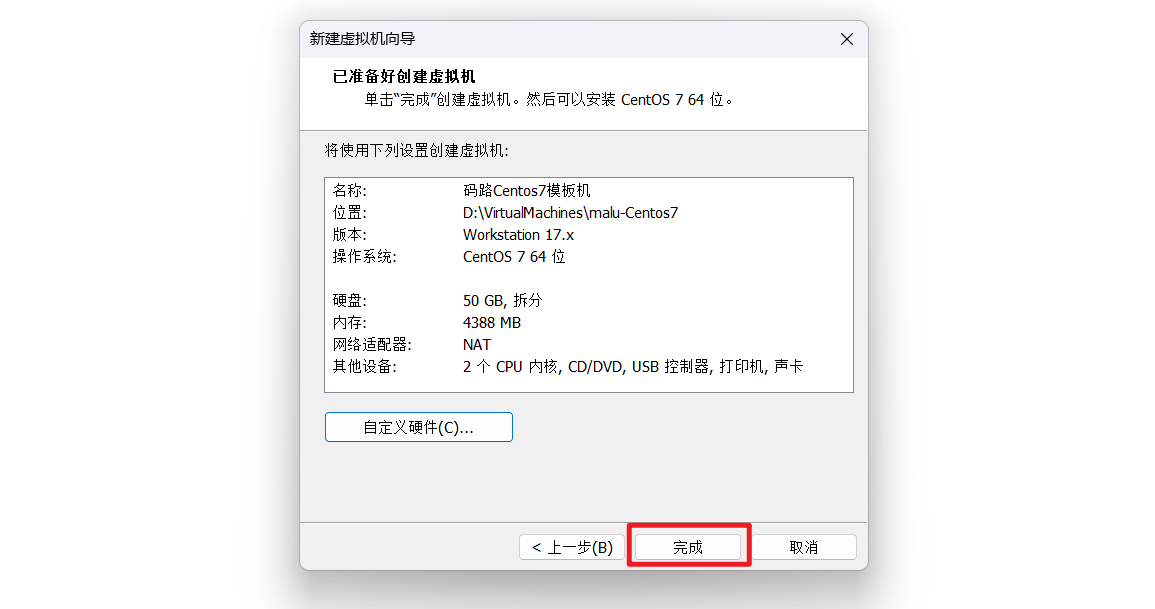 新建虚拟机向导
已准备好创建虚拟机
单击“完成”创建虚拟机。然后可以安装 CentOS 7 64 位。
将使用下列设置创建虚拟机:
名称: 码路Centos7模板机
位置: D:\VirtualMachines\malu-Centos7
版本: Workstation 17.x
操作系统: CentOS 7 64 位
硬盘: 50 GB, 拆分
内存: 4388 MB
网络适配器: NAT
其他设备: 2 个 CPU 内核, CD/DVD, USB 控制器, 打印机, 声卡
自定义硬件(C)...
< 上一步(B) 完成 取消